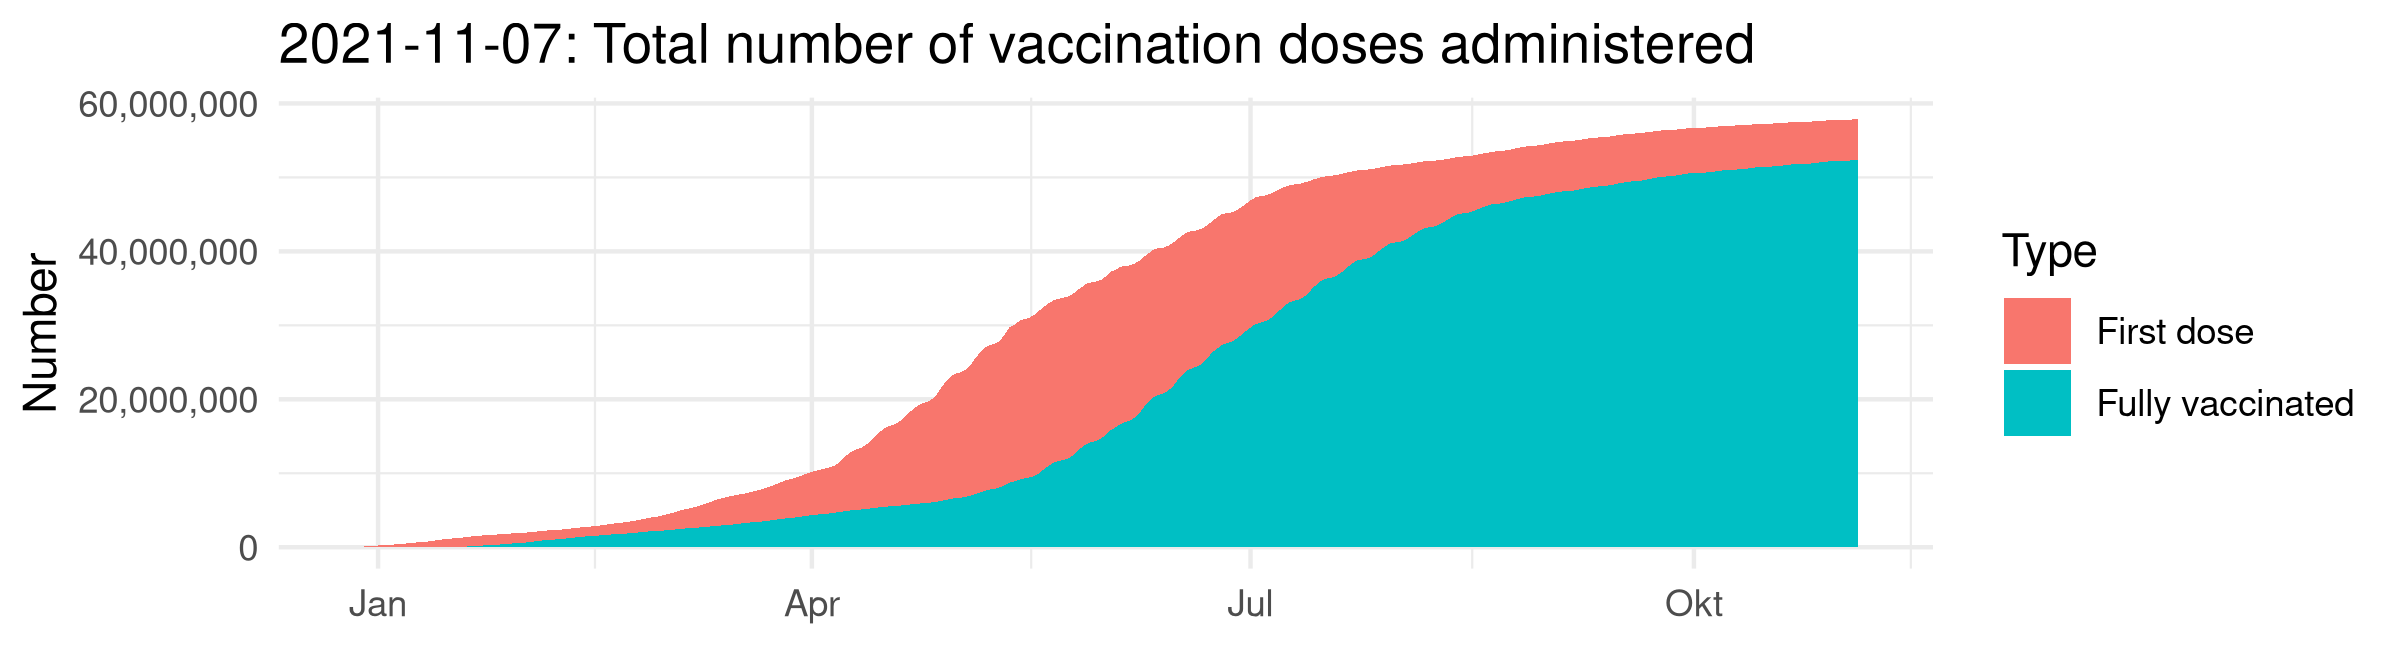 2021-11-07: Total number of vaccination doses administered
Number
60,000,000
40,000,000
20,000,000
0
Jan Apr Jul Okt
Type
First dose
Fully vaccinated